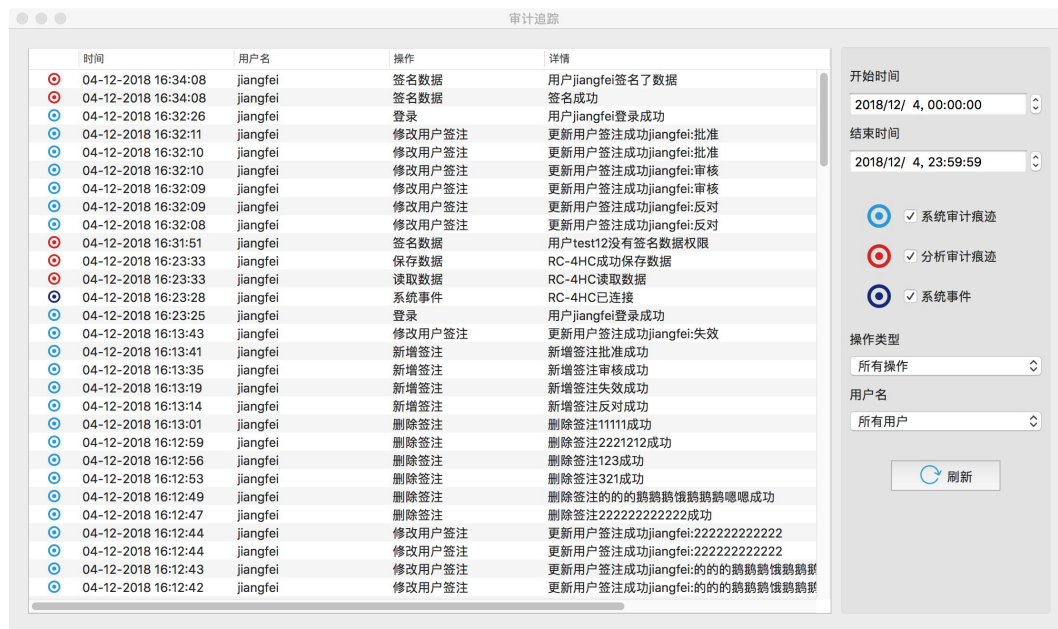 审计追踪
时间 用户名 操作 详情
04-12-2018 16:34:08 jiangfei 签名数据 用户jiangfei签名了数据
04-12-2018 16:34:08 jiangfei 签名数据 签名成功
04-12-2018 16:32:26 jiangfei 登录 用户jiangfei登录成功
04-12-2018 16:32:11 jiangfei 修改用户签注 更新用户签注成功jiangfei:批准
04-12-2018 16:32:10 jiangfei 修改用户签注 更新用户签注成功jiangfei:批准
04-12-2018 16:32:10 jiangfei 修改用户签注 更新用户签注成功jiangfei:审核
04-12-2018 16:32:09 jiangfei 修改用户签注 更新用户签注成功jiangfei:审核
04-12-2018 16:32:09 jiangfei 修改用户签注 更新用户签注成功jiangfei:反对
04-12-2018 16:32:08 jiangfei 修改用户签注 更新用户签注成功jiangfei:反对
04-12-2018 16:31:51 jiangfei 签名数据 用户test12没有签名数据权限
04-12-2018 16:23:33 jiangfei 保存数据 RC-4HC成功保存数据
04-12-2018 16:23:33 jiangfei 读取数据 RC-4HC读取数据
04-12-2018 16:23:28 jiangfei 系统事件 RC-4HC已连接
04-12-2018 16:23:25 jiangfei 登录 用户jiangfei登录成功
04-12-2018 16:13:43 jiangfei 修改用户签注 更新用户签注成功jiangfei:失效
04-12-2018 16:13:41 jiangfei 新增签注 新增签注批准成功
04-12-2018 16:13:35 jiangfei 新增签注 新增签注审核成功
04-12-2018 16:13:19 jiangfei 新增签注 新增签注失效成功
04-12-2018 16:13:14 jiangfei 新增签注 新增签注反对成功
04-12-2018 16:13:01 jiangfei 删除签注 删除签注11111成功
04-12-2018 16:12:59 jiangfei 删除签注 删除签注2221212成功
04-12-2018 16:12:56 jiangfei 删除签注 删除签注123成功
04-12-2018 16:12:53 jiangfei 删除签注 删除签注321成功
04-12-2018 16:12:49 jiangfei 删除签注 删除签注的的的鹅鹅鹅饿鹅鹅鹅嗯嗯成功
04-12-2018 16:12:47 jiangfei 删除签注 删除签注222222222222成功
04-12-2018 16:12:44 jiangfei 修改用户签注 更新用户签注成功jiangfei:222222222222
04-12-2018 16:12:44 jiangfei 修改用户签注 更新用户签注成功jiangfei:222222222222
04-12-2018 16:12:43 jiangfei 修改用户签注 更新用户签注成功jiangfei:的的的鹅鹅鹅饿鹅鹅鹅
04-12-2018 16:12:42 jiangfei 修改用户签注 更新用户签注成功jiangfei:的的的鹅鹅鹅饿鹅鹅鹅
开始时间
2018/12/ 4, 00:00:00
结束时间
2018/12/ 4, 23:59:59
系统审计痕迹
分析审计痕迹
系统事件
操作类型
所有操作
用户名
所有用户
刷新